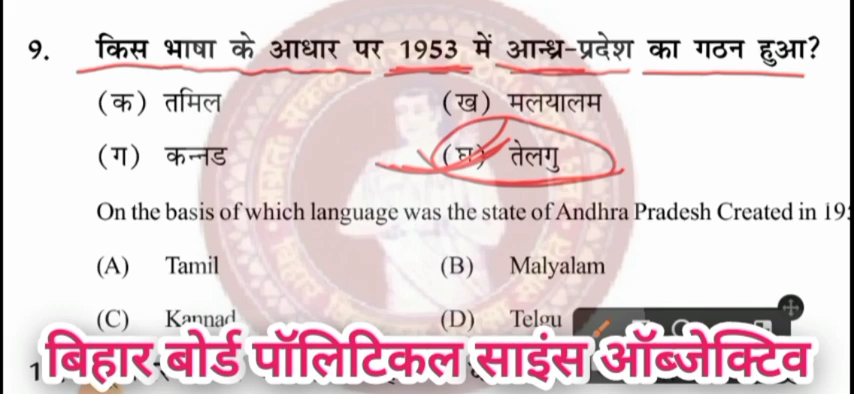 9. किस भाषा के आधार पर 1953 में आन्ध्र-प्रदेश का गठन हुआ?
(क) तमिल (ख) मलयालम
(ग) कन्नड (घ) तेलगु
On the basis of which language was the state of Andhra Pradesh Created in 19
(A) Tamil (B) Malyalam
(C) Kannad (D) Telgu
बिहार बोर्ड पॉलिटिकल साइंस ऑब्जेक्टिव